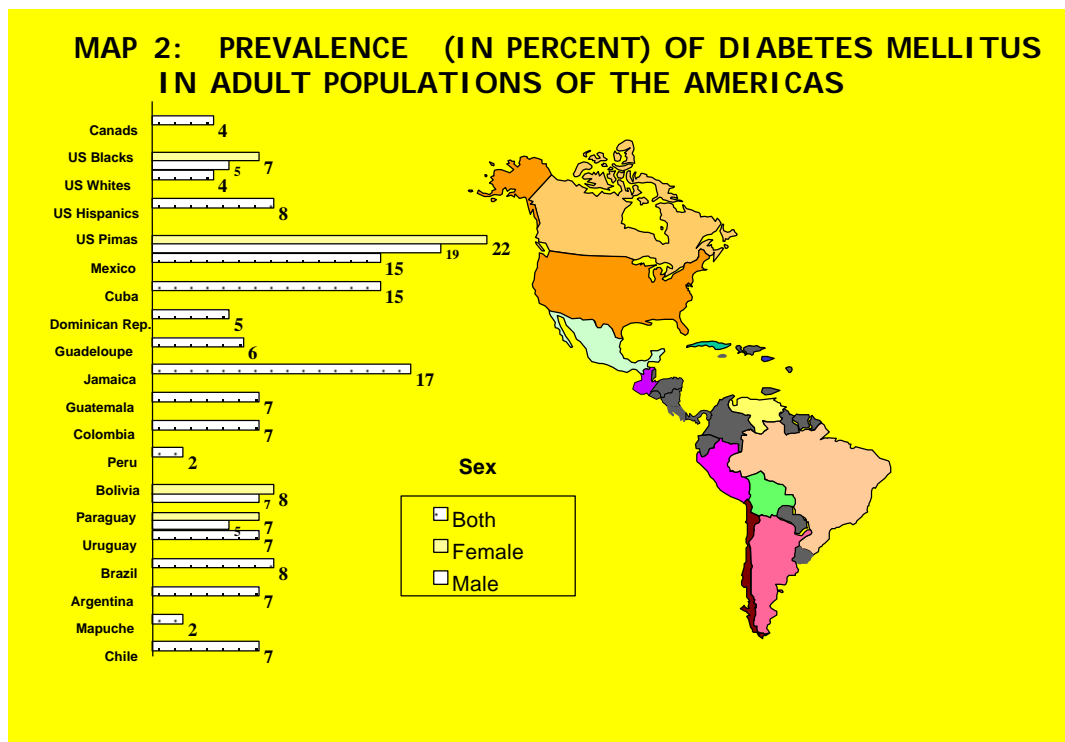 MAP 2: PREVALENCE (IN PERCENT) OF DIABETES MELLITUS
IN ADULT POPULATIONS OF THE AMERICAS
Canads
4
US Blacks
7
5
US Whites
4
US Hispanics
8
US Pimas
22
19
Mexico
15
Cuba
15
Dominican Rep.
5
Guadeloupe
6
Jamaica
17
Guatemala
7
Colombia
7
Peru
2
Bolivia
8
7
Paraguay
7
5
Uruguay
7
Brazil
8
Argentina
7
Mapuche
2
Chile
7
Sex
Both
Female
Male